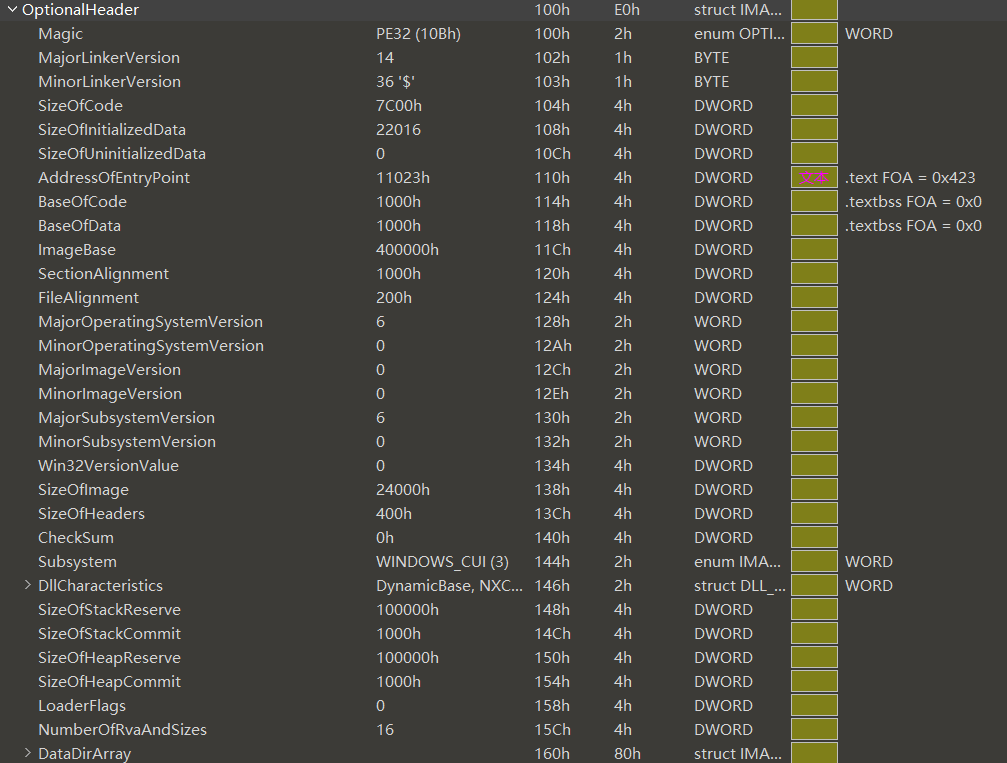 OptionalHeader 100h E0h struct IMA...
Magic PE32 (10Bh) 100h 2h enum OPTI... WORD
MajorLinkerVersion 14 102h 1h BYTE
MinorLinkerVersion 36 '$' 103h 1h BYTE
SizeOfCode 7C00h 104h 4h DWORD
SizeOfInitializedData 22016 108h 4h DWORD
SizeOfUninitializedData 0 10Ch 4h DWORD
AddressOfEntryPoint 11023h 110h 4h DWORD 文本 .text FOA = 0x423
BaseOfCode 1000h 114h 4h DWORD .textbss FOA = 0x0
BaseOfData 1000h 118h 4h DWORD .textbss FOA = 0x0
ImageBase 400000h 11Ch 4h DWORD
SectionAlignment 1000h 120h 4h DWORD
FileAlignment 200h 124h 4h DWORD
MajorOperatingSystemVersion 6 128h 2h WORD
MinorOperatingSystemVersion 0 12Ah 2h WORD
MajorImageVersion 0 12Ch 2h WORD
MinorImageVersion 0 12Eh 2h WORD
MajorSubsystemVersion 6 130h 2h WORD
MinorSubsystemVersion 0 132h 2h WORD
Win32VersionValue 0 134h 4h DWORD
SizeOfImage 24000h 138h 4h DWORD
SizeOfHeaders 400h 13Ch 4h DWORD
CheckSum 0h 140h 4h DWORD
Subsystem WINDOWS_CUI (3) 144h 2h enum IMA... WORD
DllCharacteristics DynamicBase, NXC... 146h 2h struct DLL_... WORD
SizeOfStackReserve 100000h 148h 4h DWORD
SizeOfStackCommit 1000h 14Ch 4h DWORD
SizeOfHeapReserve 100000h 150h 4h DWORD
SizeOfHeapCommit 1000h 154h 4h DWORD
LoaderFlags 0 158h 4h DWORD
NumberOfRvaAndSizes 16 15Ch 4h DWORD
DataDirArray 160h 80h struct IMA...